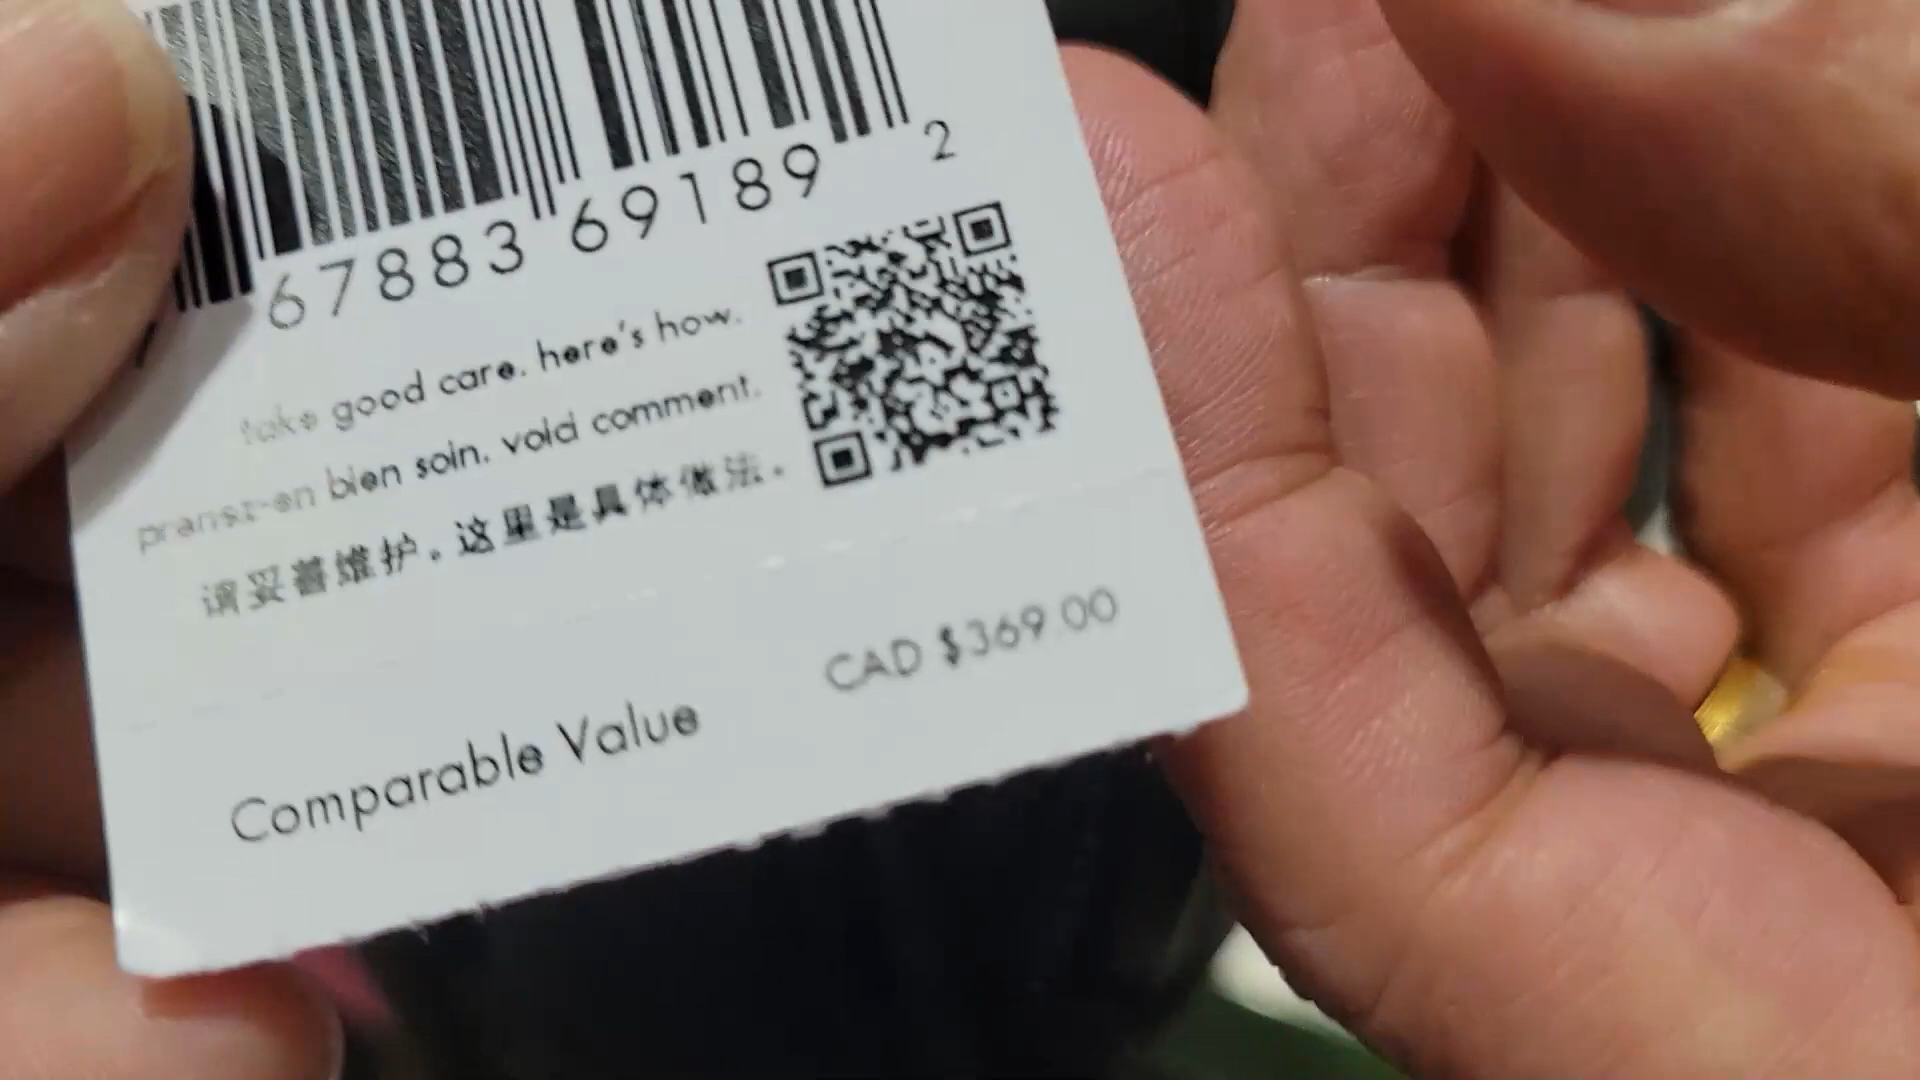 67883 69189 2
take good care. here's how.
prenez-en bien soin. voici comment.
请妥善维护。这里是具体做法。
CAD $369.00
Comparable Value